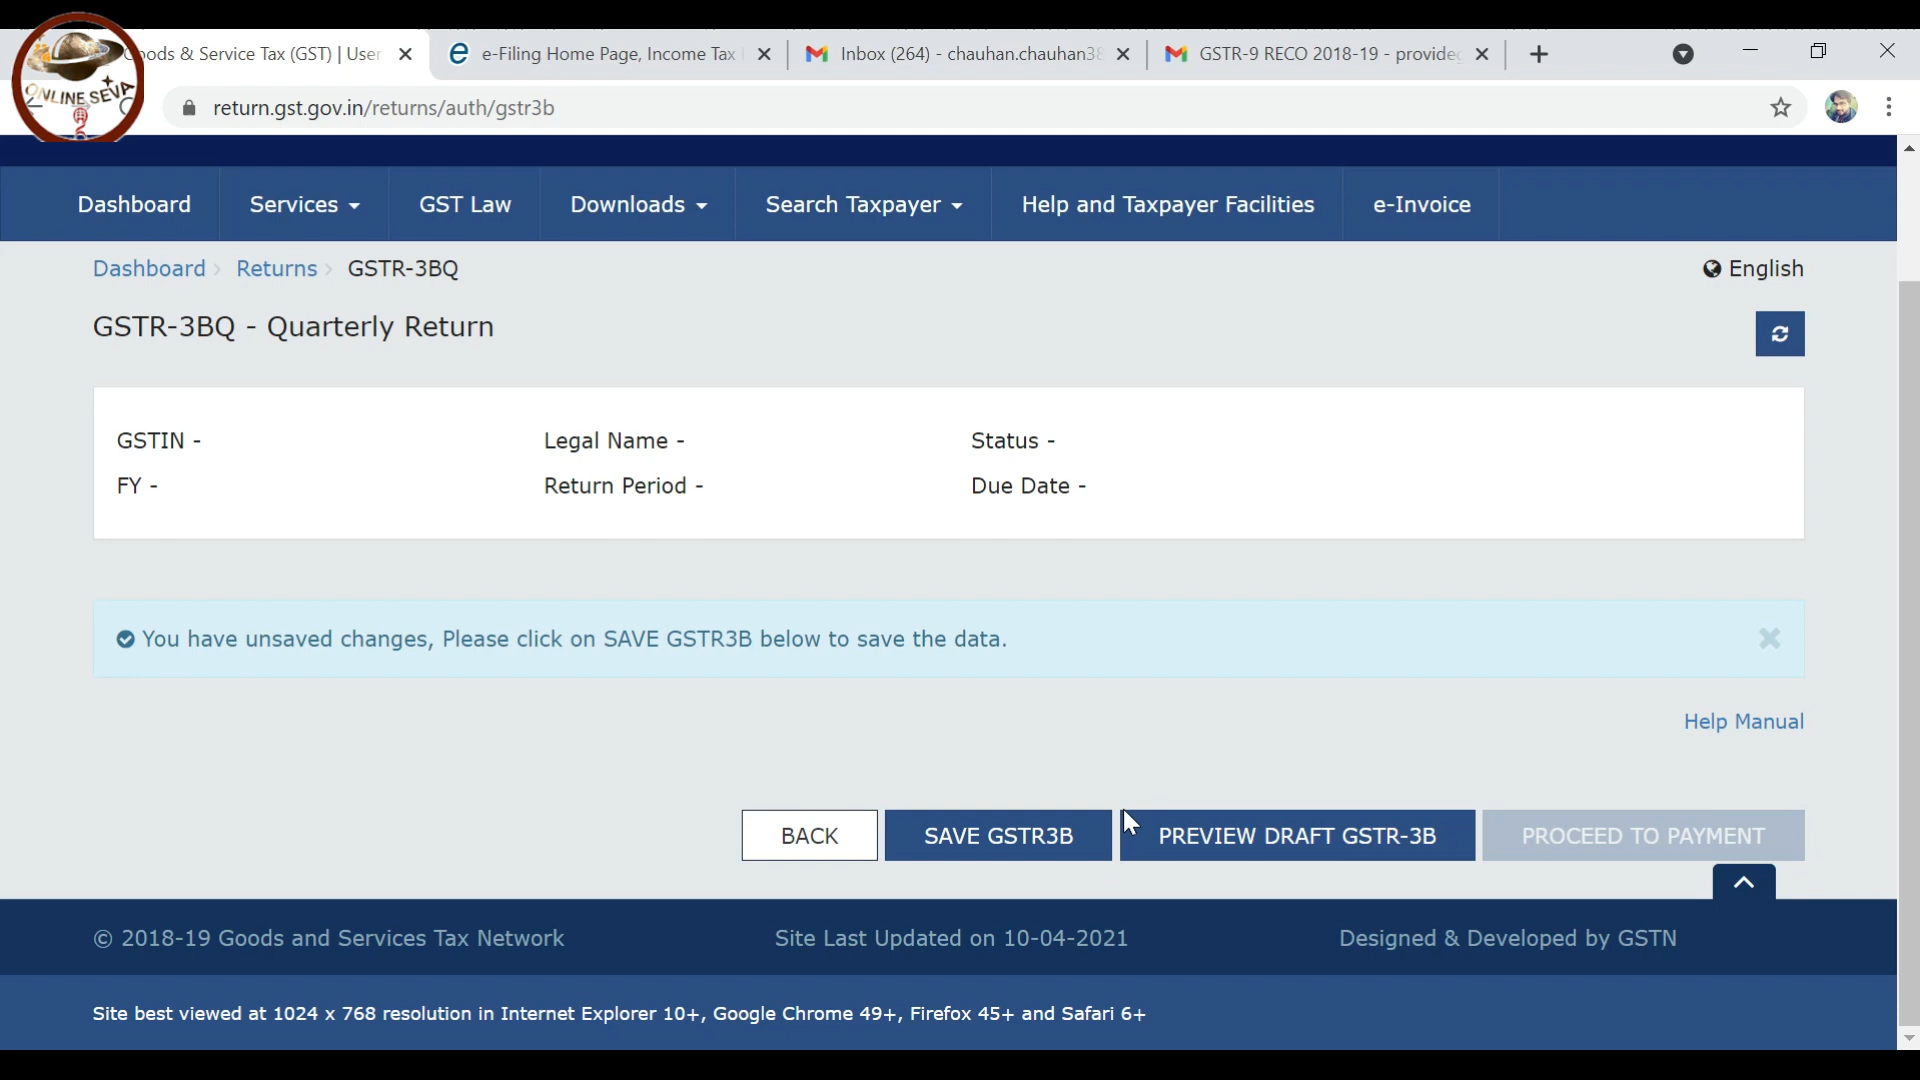 oods & Service Tax (GST) | User
e-Filing Home Page, Income Tax
Inbox (264) - chauhan.chauhan38
GSTR-9 RECO 2018-19 - provideg
ONLINE SEVA
return.gst.gov.in/returns/auth/gstr3b
Dashboard
Services
GST Law
Downloads
Search Taxpayer
Help and Taxpayer Facilities
e-Invoice
Dashboard
Returns
GSTR-3BQ
English
GSTR-3BQ - Quarterly Return
GSTIN -
Legal Name -
Status -
FY -
Return Period -
Due Date -
You have unsaved changes, Please click on SAVE GSTR3B below to save the data.
Help Manual
BACK
SAVE GSTR3B
PREVIEW DRAFT GSTR-3B
PROCEED TO PAYMENT
© 2018-19 Goods and Services Tax Network
Site Last Updated on 10-04-2021
Designed & Developed by GSTN
Site best viewed at 1024 x 768 resolution in Internet Explorer 10+, Google Chrome 49+, Firefox 45+ and Safari 6+